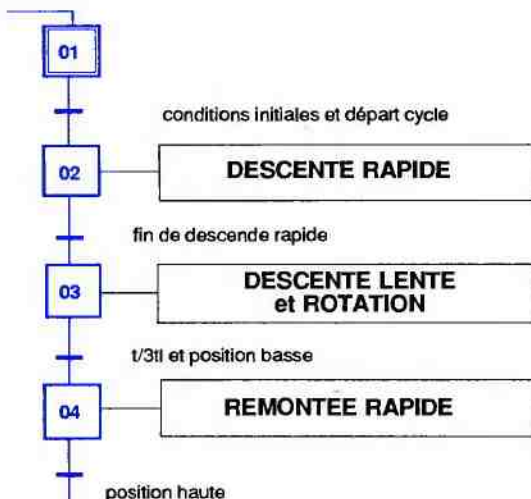 01
conditions initiales et départ cycle
02
DESCENTE RAPIDE
fin de descende rapide
03
DESCENTE LENTE
et ROTATION
t/3tl et position basse
04
REMONTEE RAPIDE
position haute